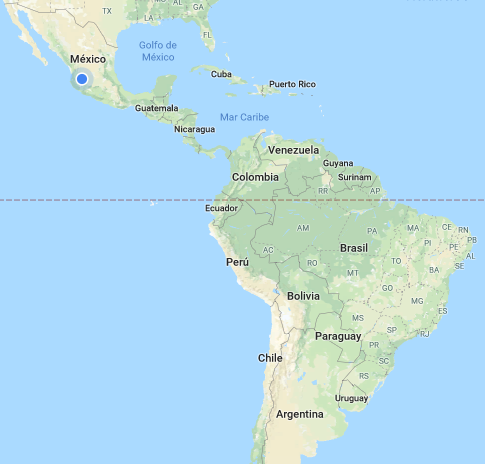 TX
LA
AL
GA
FL
Golfo de
México
México
Cuba
Puerto Rico
Guatemala
Mar Caribe
Nicaragua
Venezuela
Guyana
Colombia
Surinam
RR
AP
Ecuador
AM
PA
MA
CE
RN
PB
PI
PE
AL
SE
AC
Brasil
Perú
RO
TO
BA
MT
GO
Bolivia
MG
ES
MS
SP
RJ
Paraguay
PR
SC
Chile
RS
Uruguay
Argentina